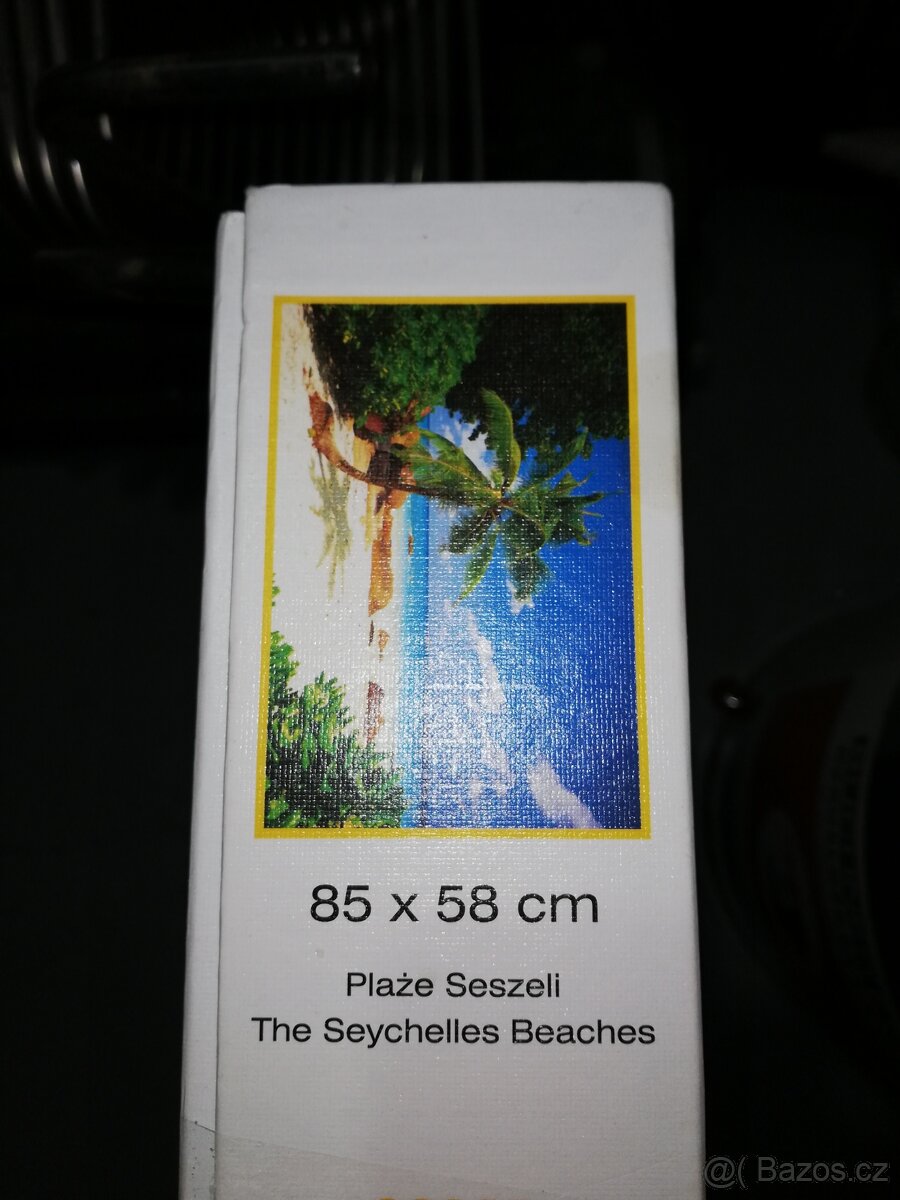 85 x 58 cm
Plaże Seszeli
The Seychelles Beaches
@( Bazos.cz